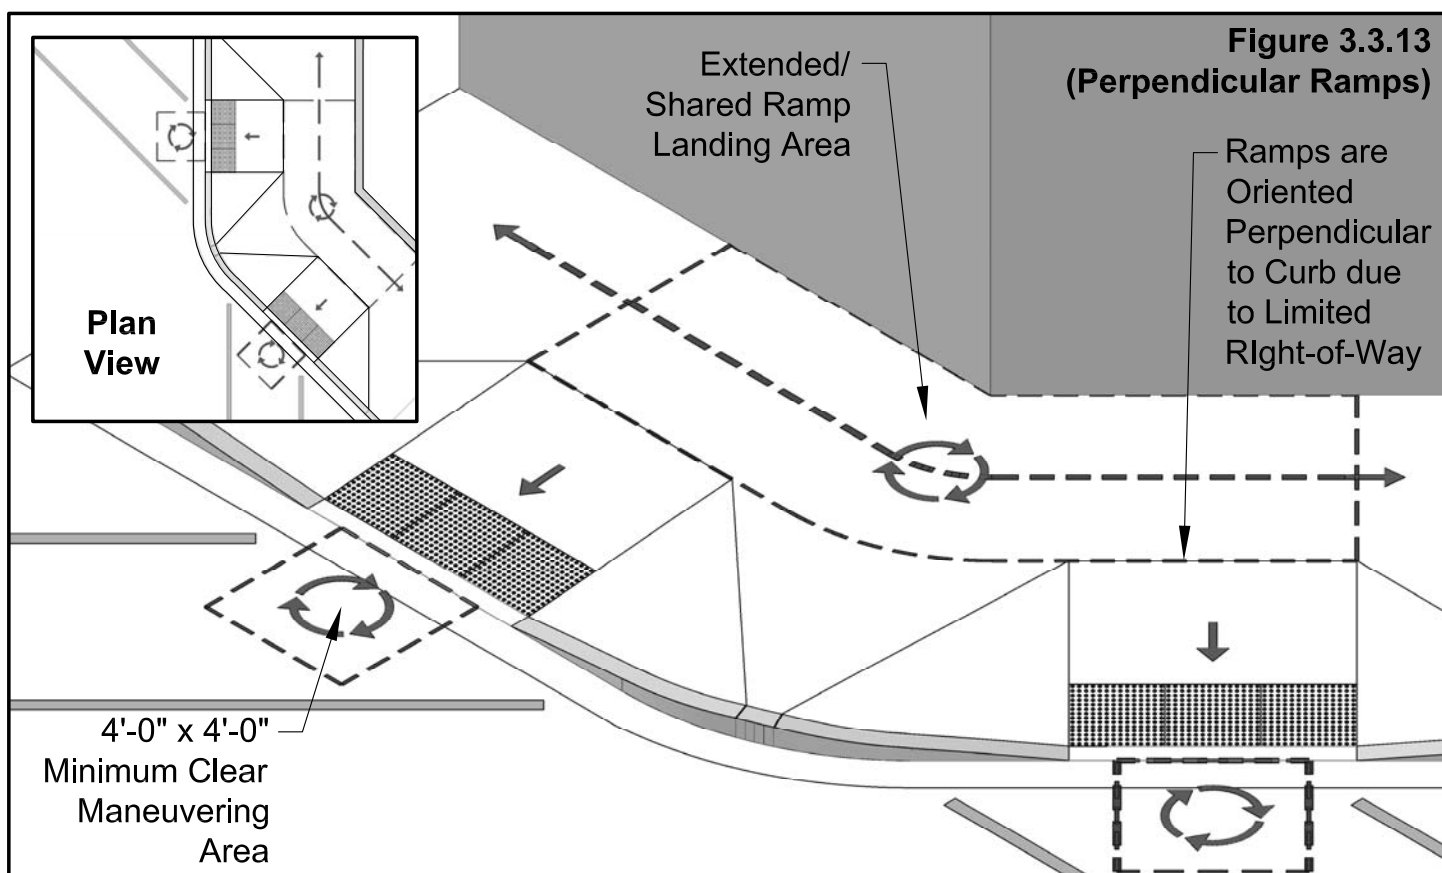 Figure 3.3.13
(Perpendicular Ramps)
Extended/
Shared Ramp
Landing Area
Ramps are
Oriented
Perpendicular
to Curb due
to Limited
RIght-of-Way
Plan
View
4'-0" x 4'-0"
Minimum Clear
Maneuvering
Area